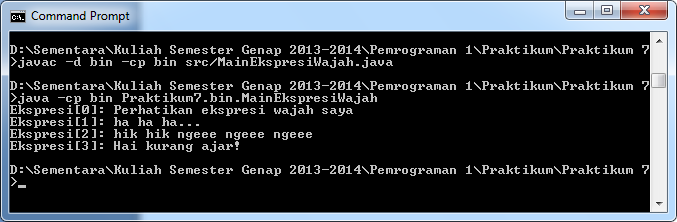 Command Prompt
D:\Sementara\Kuliah Semester Genap 2013-2014\Pemrograman 1\Praktikum\Praktikum 7
>javac -d bin -cp bin src/MainEkspresiWajah.java
D:\Sementara\Kuliah Semester Genap 2013-2014\Pemrograman 1\Praktikum\Praktikum 7
>java -cp bin Praktikum7.bin.MainEkspresiWajah
Ekspresi[0]: Perhatikan ekspresi wajah saya
Ekspresi[1]: ha ha ha...
Ekspresi[2]: hik hik ngeee ngeee ngeee
Ekspresi[3]: Hai kurang ajar!
D:\Sementara\Kuliah Semester Genap 2013-2014\Pemrograman 1\Praktikum\Praktikum 7
>_